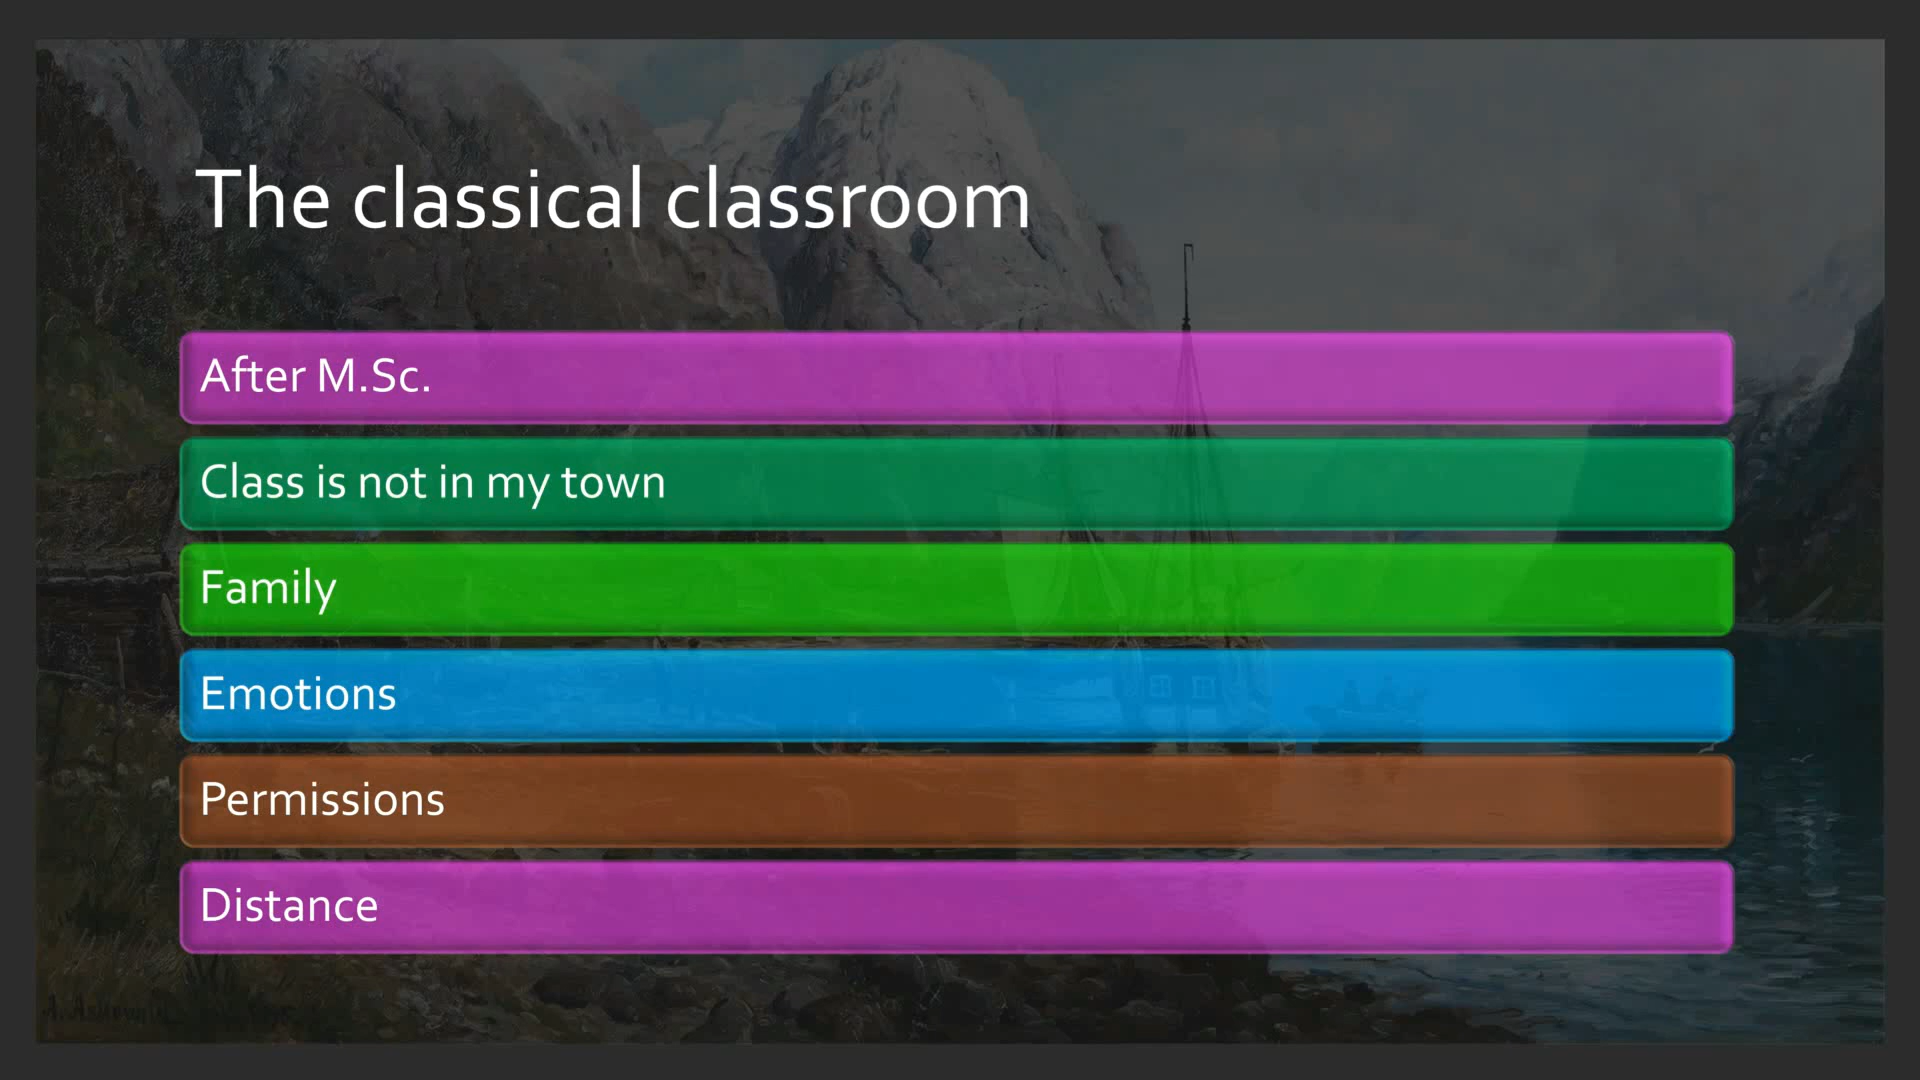 The classical classroom
After M.Sc.
Class is not in my town
Family
Emotions
Permissions
Distance